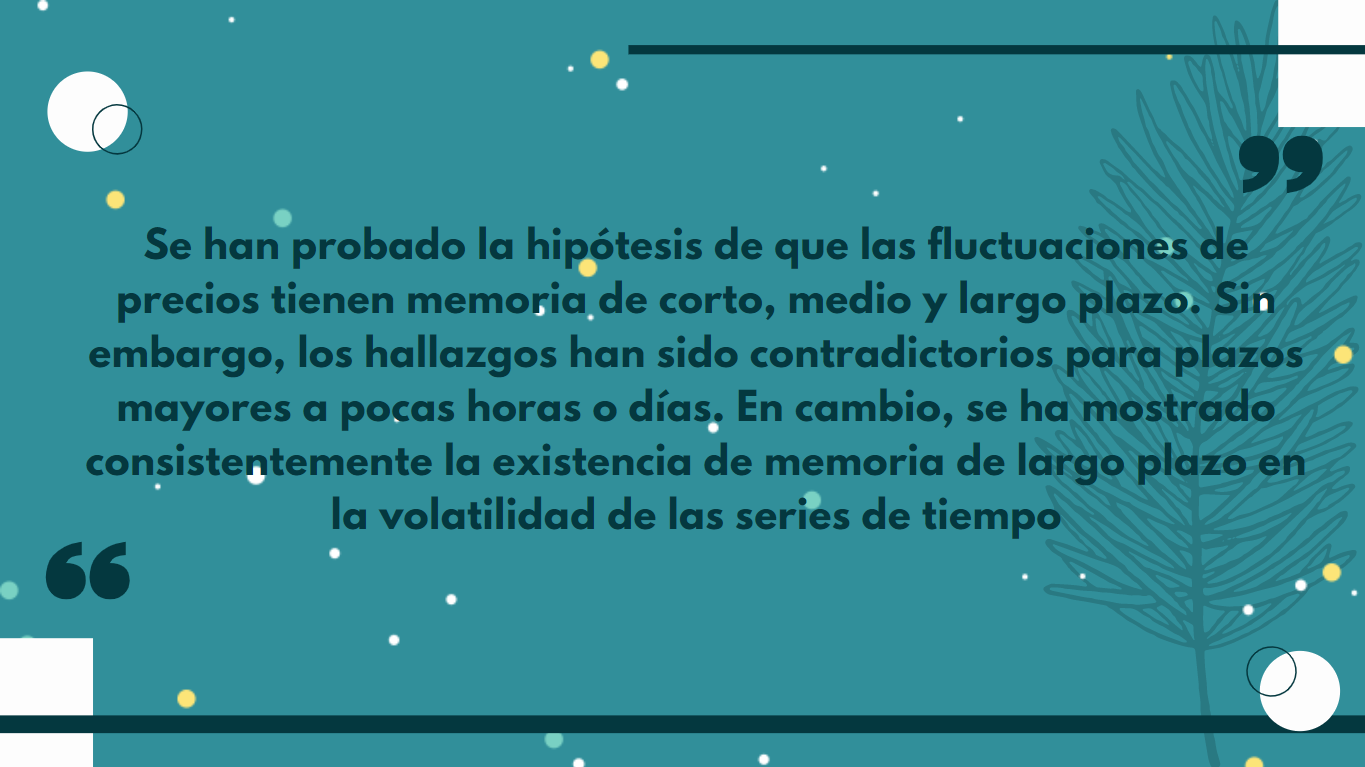 Se han probado la hipótesis de que las fluctuaciones de
precios tienen memoria de corto, medio y largo plazo. Sin
embargo, los hallazgos han sido contradictorios para plazos
mayores a pocas horas o días. En cambio, se ha mostrado
consistentemente la existencia de memoria de largo plazo en
la volatilidad de las series de tiempo